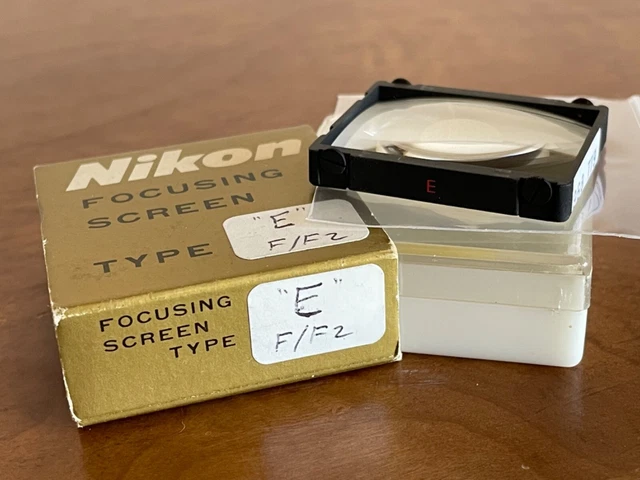 Nikon
FOCUSING
SCREEN
TYPE
"E"
F/F2
FOCUSING
SCREEN
TYPE
"E"
F/F2
E